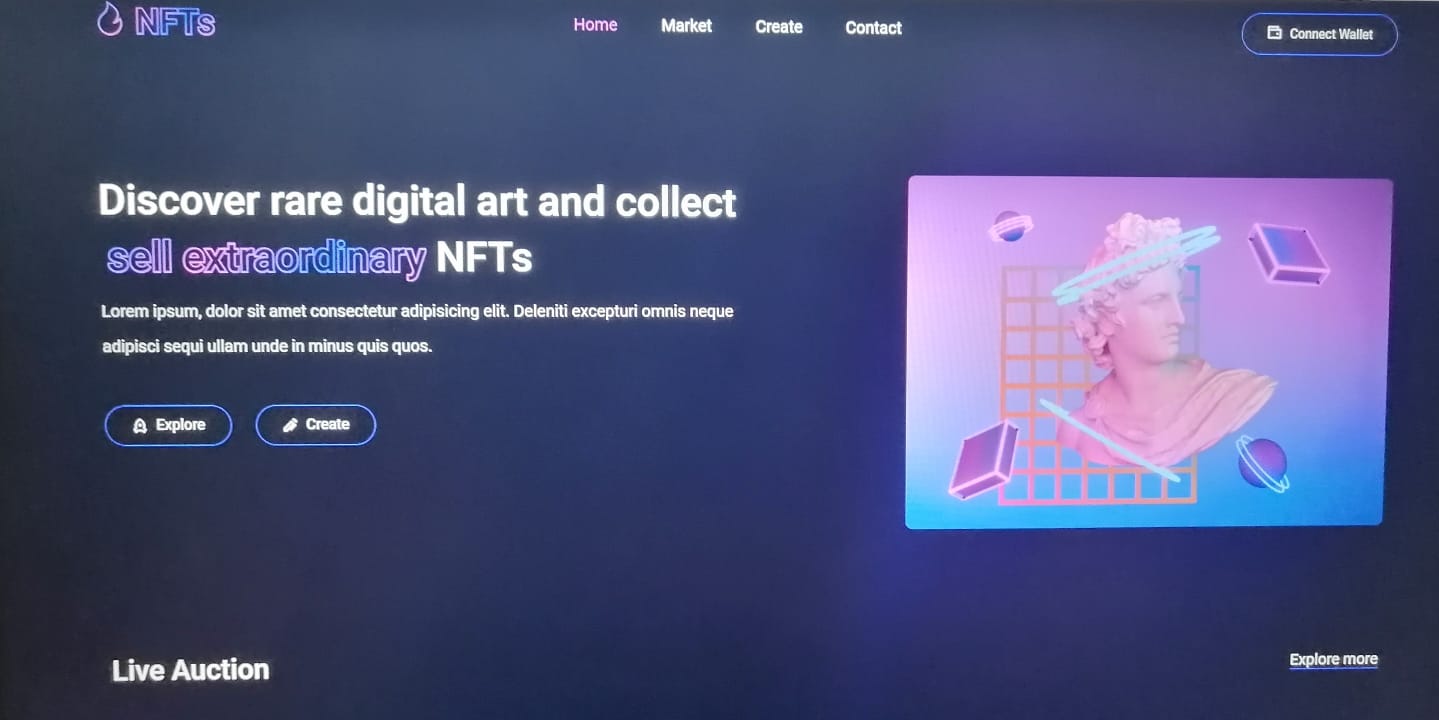 NFTs
Home Market Create Contact
Connect Wallet
Discover rare digital art and collect
sell extraordinary NFTs
Lorem ipsum, dolor sit amet consectetur adipisicing elit. Deleniti excepturi omnis neque
adipisci sequi ullam unde in minus quis quos.
Explore Create
Live Auction
Explore more